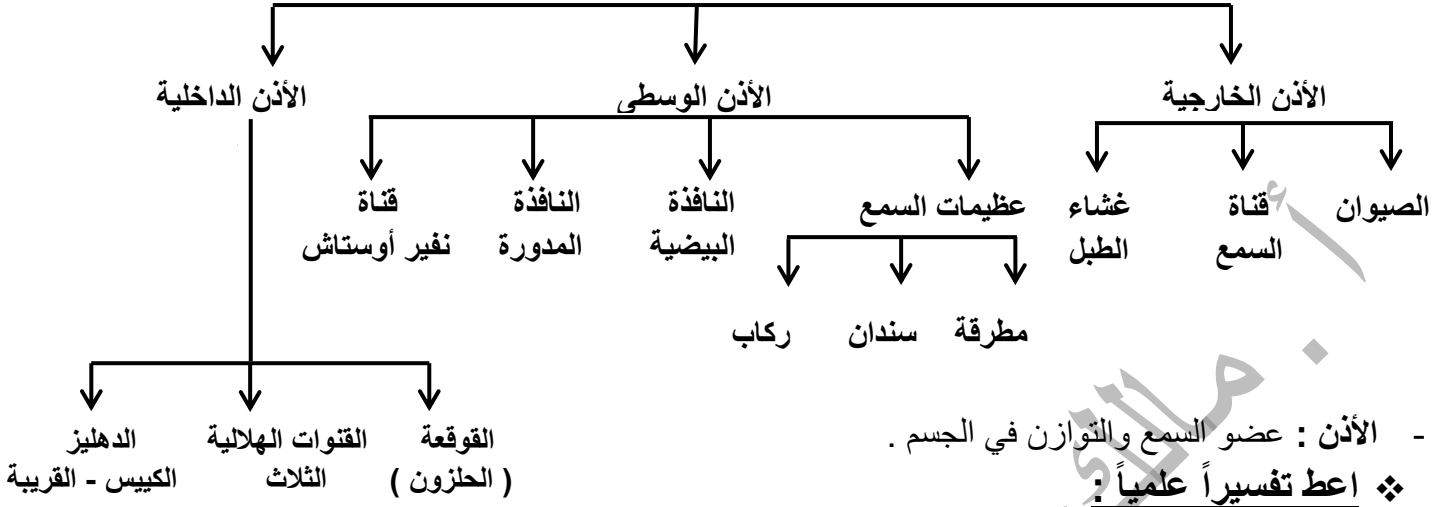 الأذن الخارجية الأذن الوسطى الأذن الداخلية
الصيوان قناة السمع غشاء الطبل عظيمات السمع النافذة البيضية النافذة المدورة قناة نفير أوستاش
مطرقة سندان ركاب
القوقعة ( الحلزون ) القنوات الهلالية الثلاث الدهليز الكييس - القريبة
- الأذن : عضو السمع والتوازن في الجسم .
❖ اعط تفسيراً علمياً :